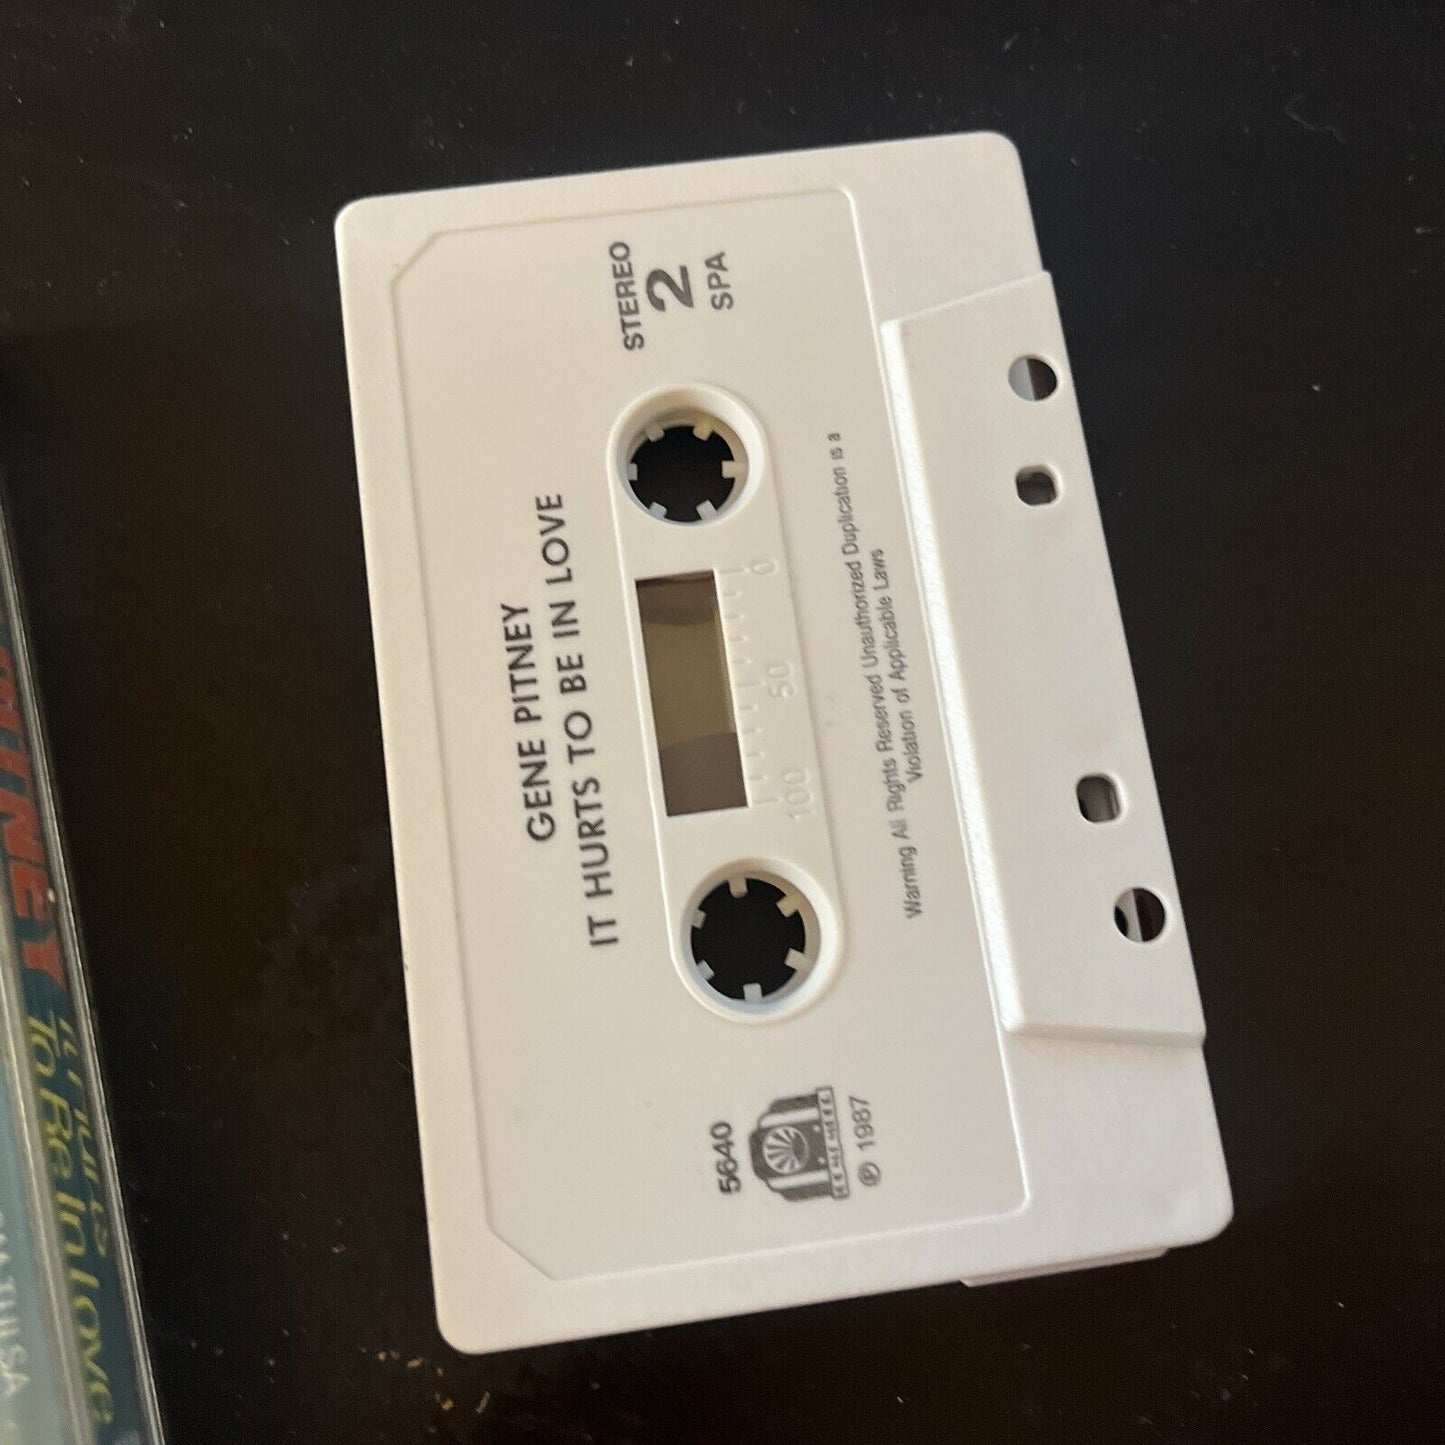 GENE PITNEY
IT HURTS TO BE IN LOVE
5640
℗ 1987
STEREO
2
SPA
100 50 0
Warning All Rights Reserved Unauthorized Duplication is a
Violation of Applicable Laws
To Be In Love
TULSA